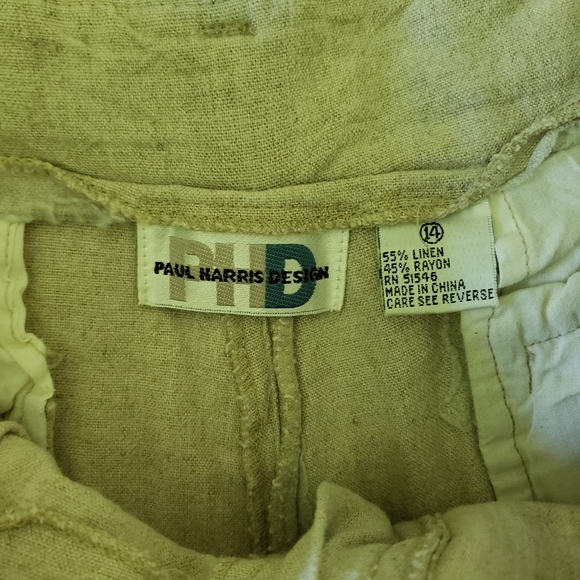 PHD
PAUL HARRIS DESIGN
14
55% LINEN
45% RAYON
RN 51546
MADE IN CHINA
CARE SEE REVERSE